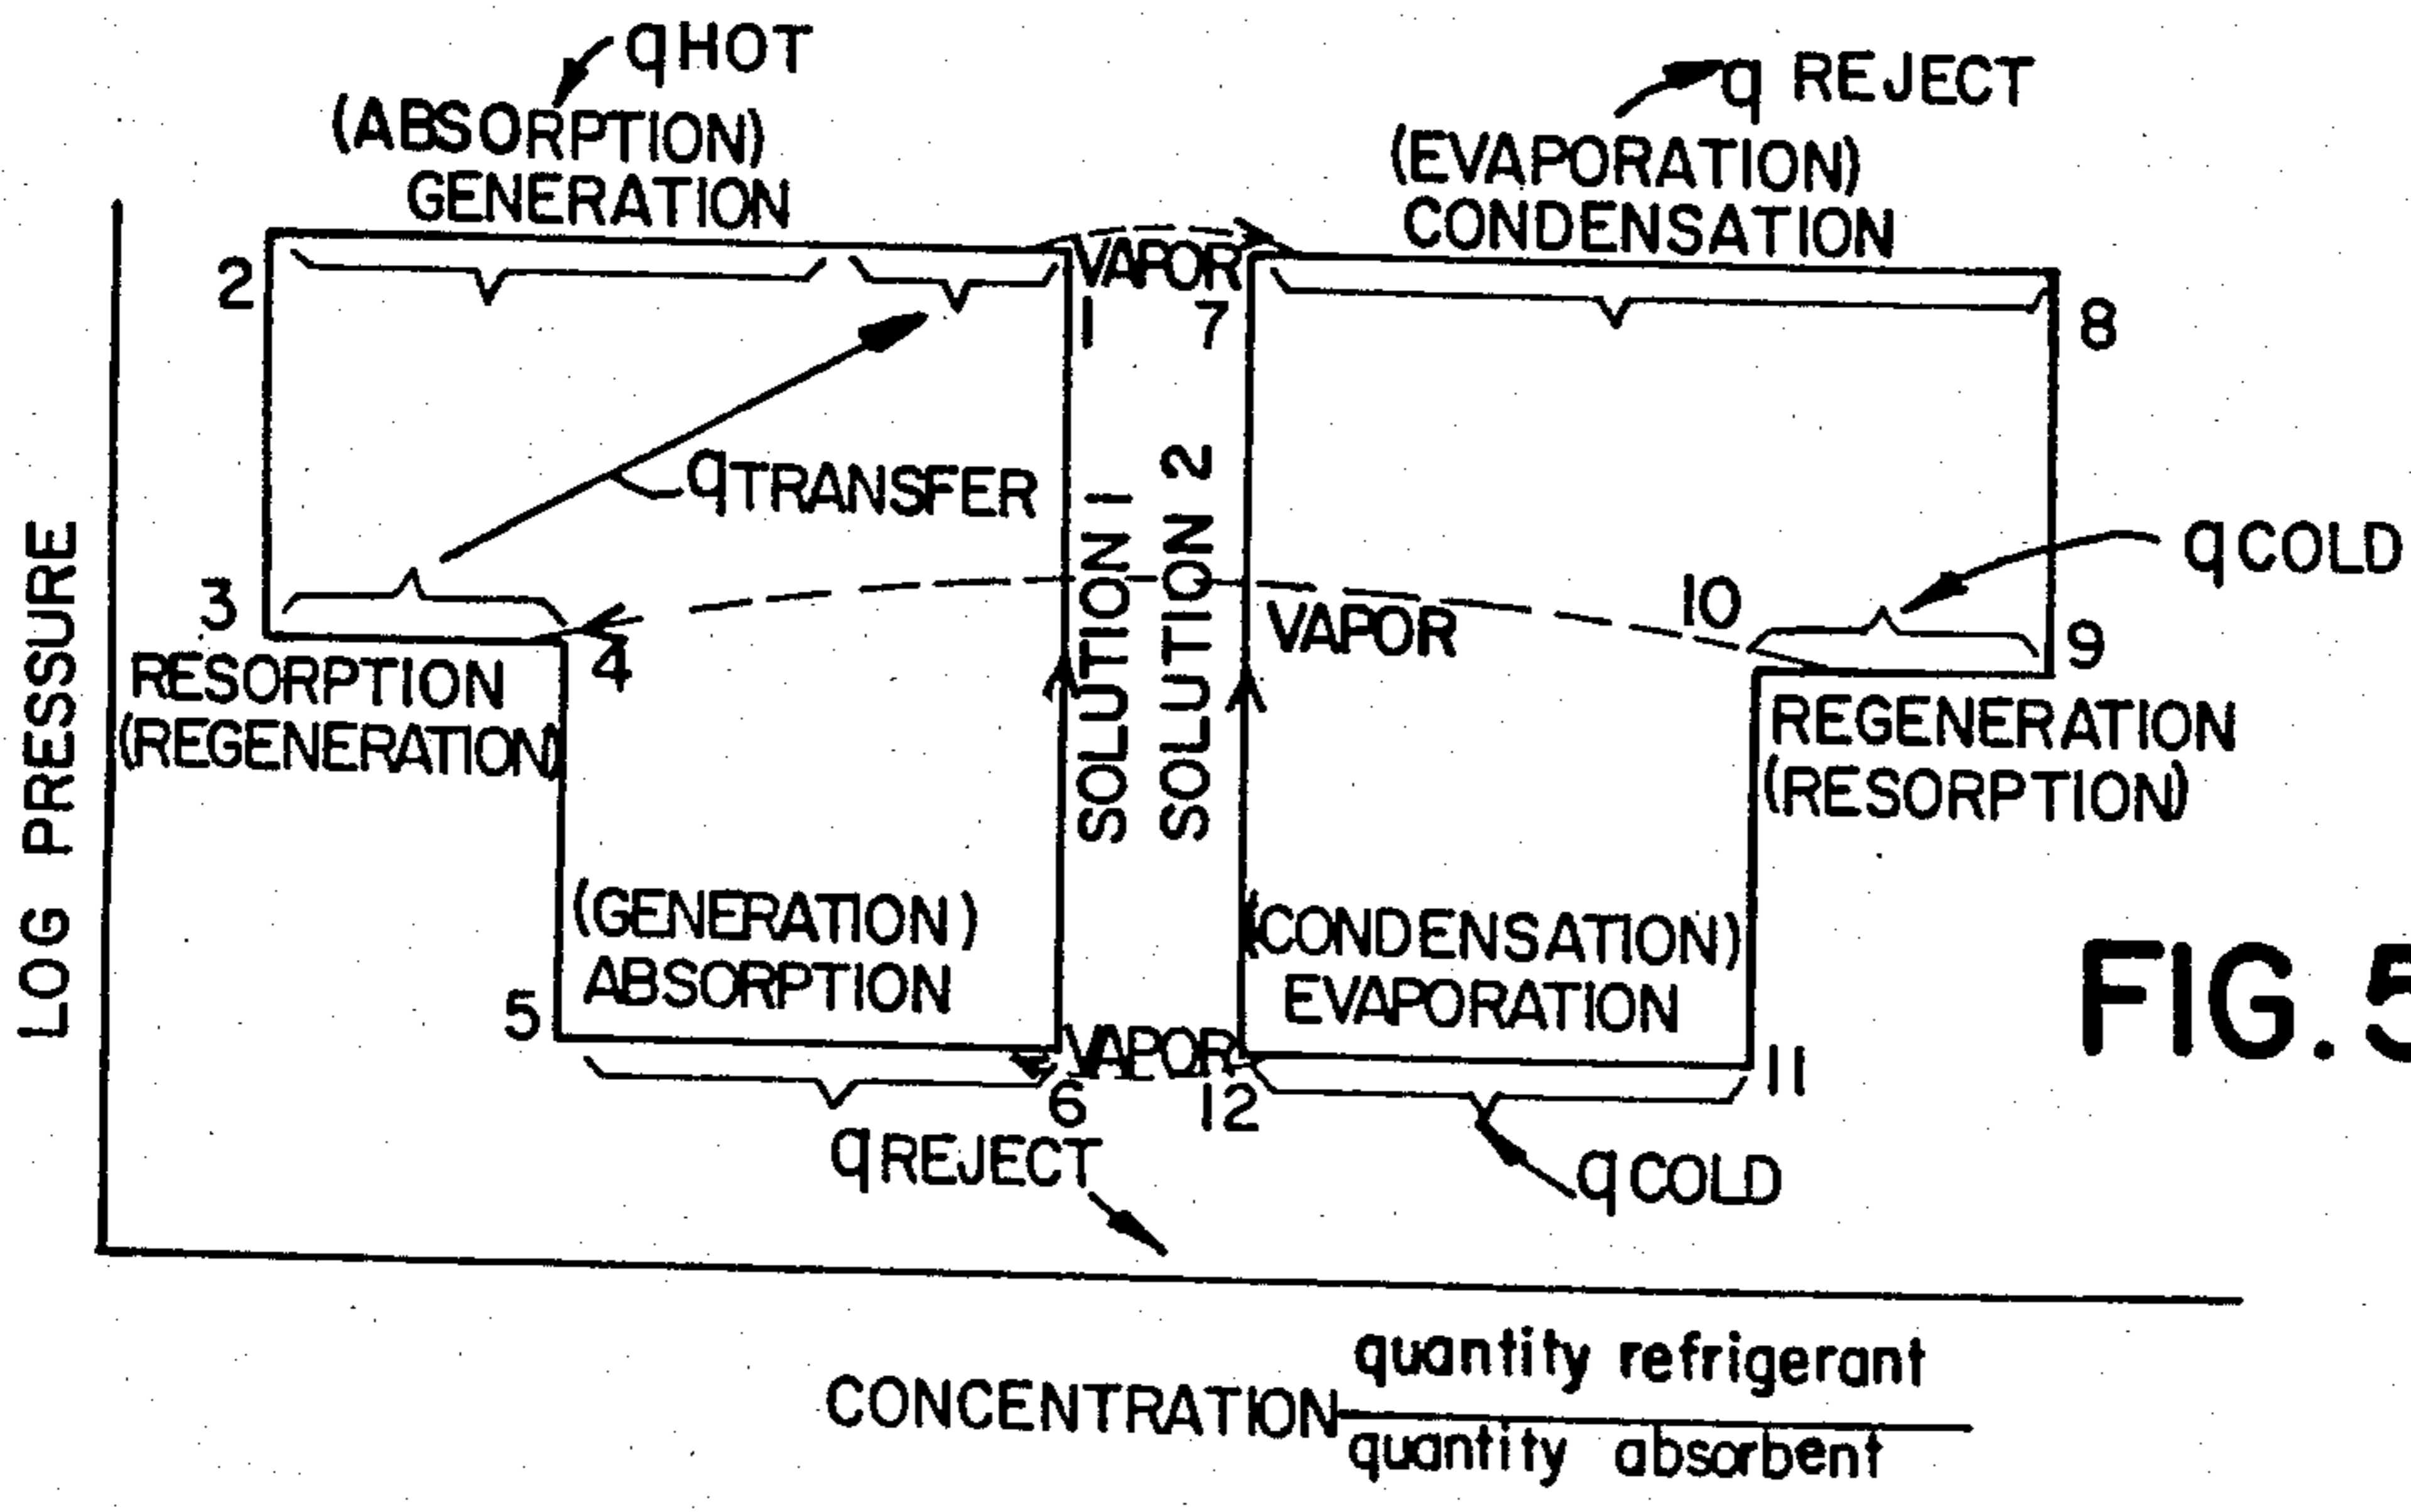 qHOT
(ABSORPTION)
GENERATION
q REJECT
(EVAPORATION)
CONDENSATION
VAPOR
2
1
7
8
qTRANSFER
SOLUTION 1
SOLUTION 2
qCOLD
3
4
VAPOR
10
9
RESORPTION
(REGENERATION)
REGENERATION
(RESORPTION)
LOG PRESSURE
(GENERATION)
ABSORPTION
(CONDENSATION)
EVAPORATION
FIG. 5
5
VAPOR
6
12
11
qREJECT
qCOLD
CONCENTRATION
quantity refrigerant
quantity absorbent